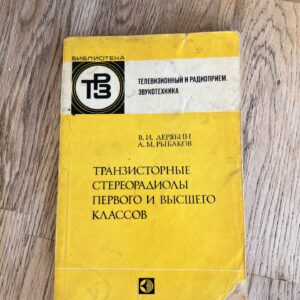 БИБЛИОТЕКА
ТРЗ
ТЕЛЕВИЗИОННЫЙ И РАДИОПРИЕМ.
ЗВУКОТЕХНИКА
В. И. ДЕРЯБИН
А. М. РЫБАКОВ
ТРАНЗИСТОРНЫЕ
СТЕРЕОРАДИОЛЫ
ПЕРВОГО И ВЫСШЕГО
КЛАССОВ